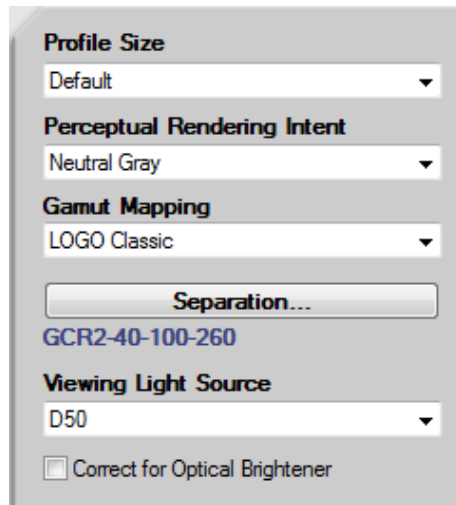 Profile Size
Default
Perceptual Rendering Intent
Neutral Gray
Gamut Mapping
LOGO Classic
Separation...
GCR2-40-100-260
Viewing Light Source
D50
Correct for Optical Brightener